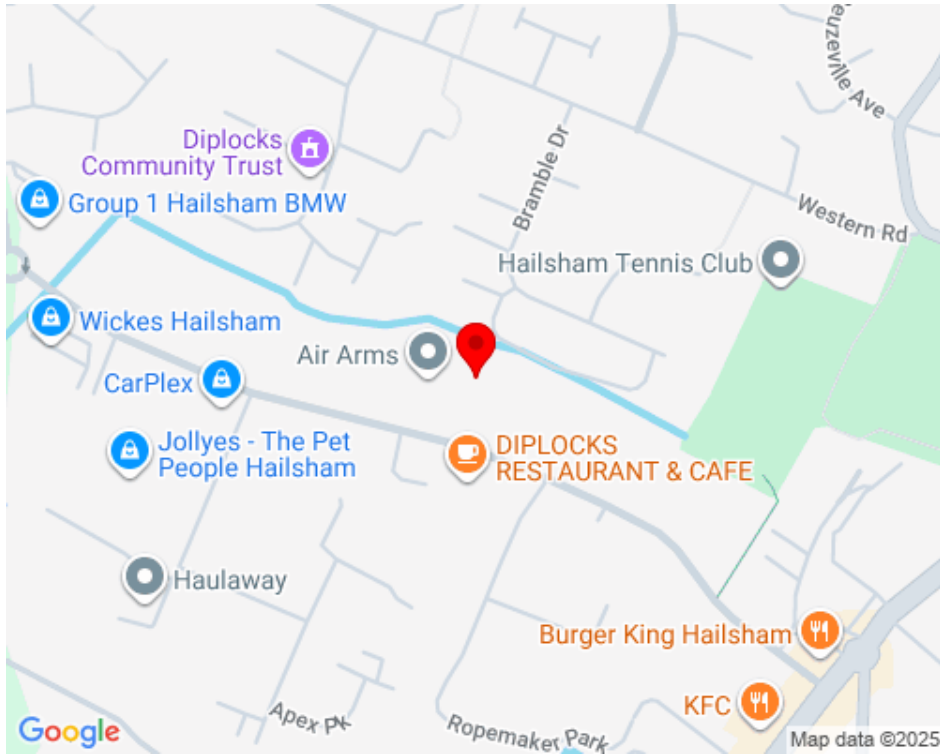 enzeville Ave
Bramble Dr
Diplocks
Community Trust
Group 1 Hailsham BMW
Western Rd
Hailsham Tennis Club
Wickes Hailsham
Air Arms
CarPlex
Jollyes - The Pet
People Hailsham
DIPLOCKS
RESTAURANT & CAFE
Haulaway
Burger King Hailsham
KFC
Apex Pk
Ropemaker Park
Google
Map data ©2025